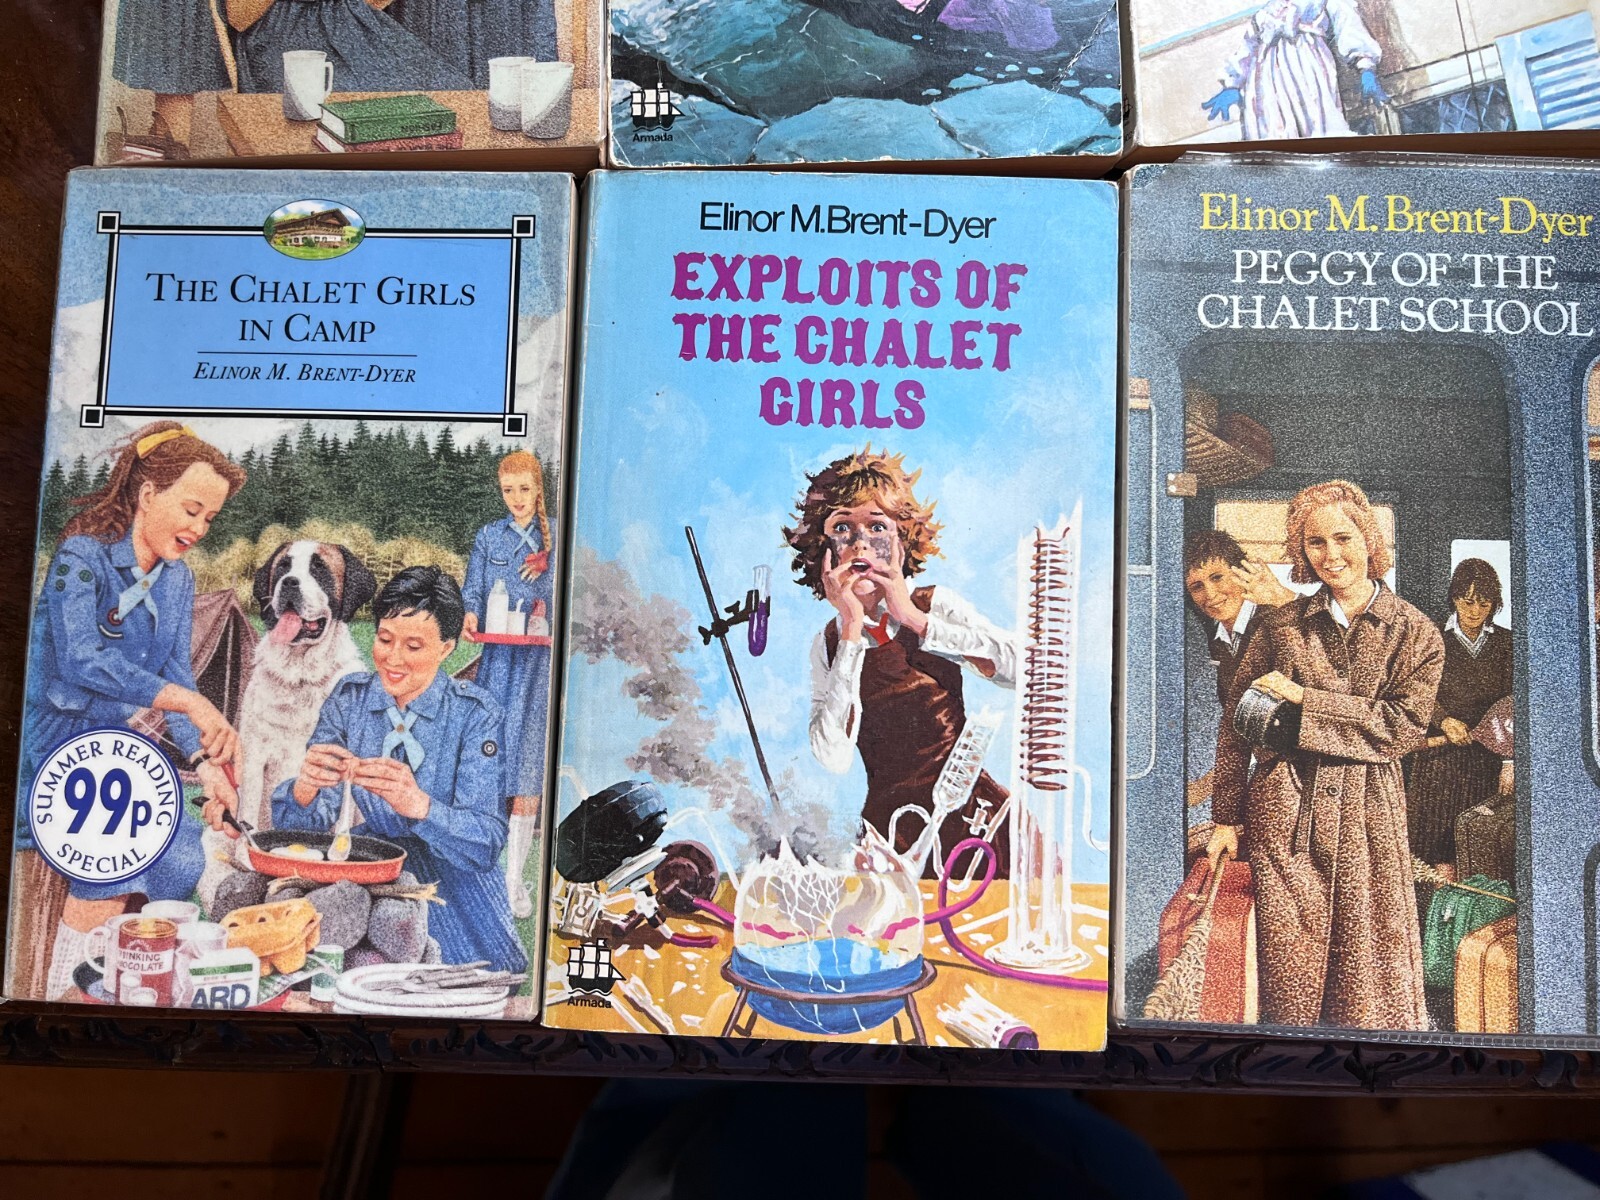 Armada
THE CHALET GIRLS
IN CAMP
ELINOR M. BRENT-DYER
SUMMER READING
99p
SPECIAL
DRINKING
CHOCOLATE
ARD
Elinor M.Brent-Dyer
EXPLOITS OF
THE CHALET
GIRLS
Armada
Elinor M. Brent-Dyer
PEGGY OF THE
CHALET SCHOOL